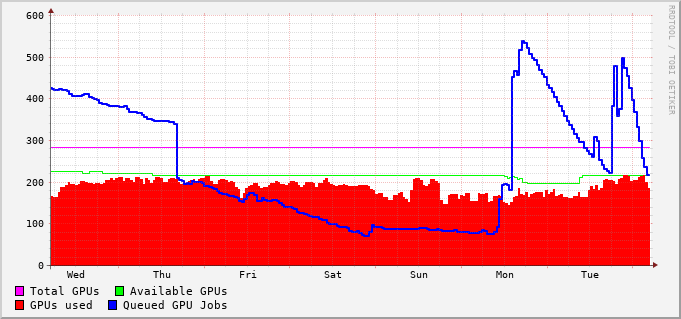 600
500
400
300
200
100
0
Wed Thu Fri Sat Sun Mon Tue
Total GPUs Available GPUs
GPUs used Queued GPU Jobs
RRDTOOL / TOBI OETIKER